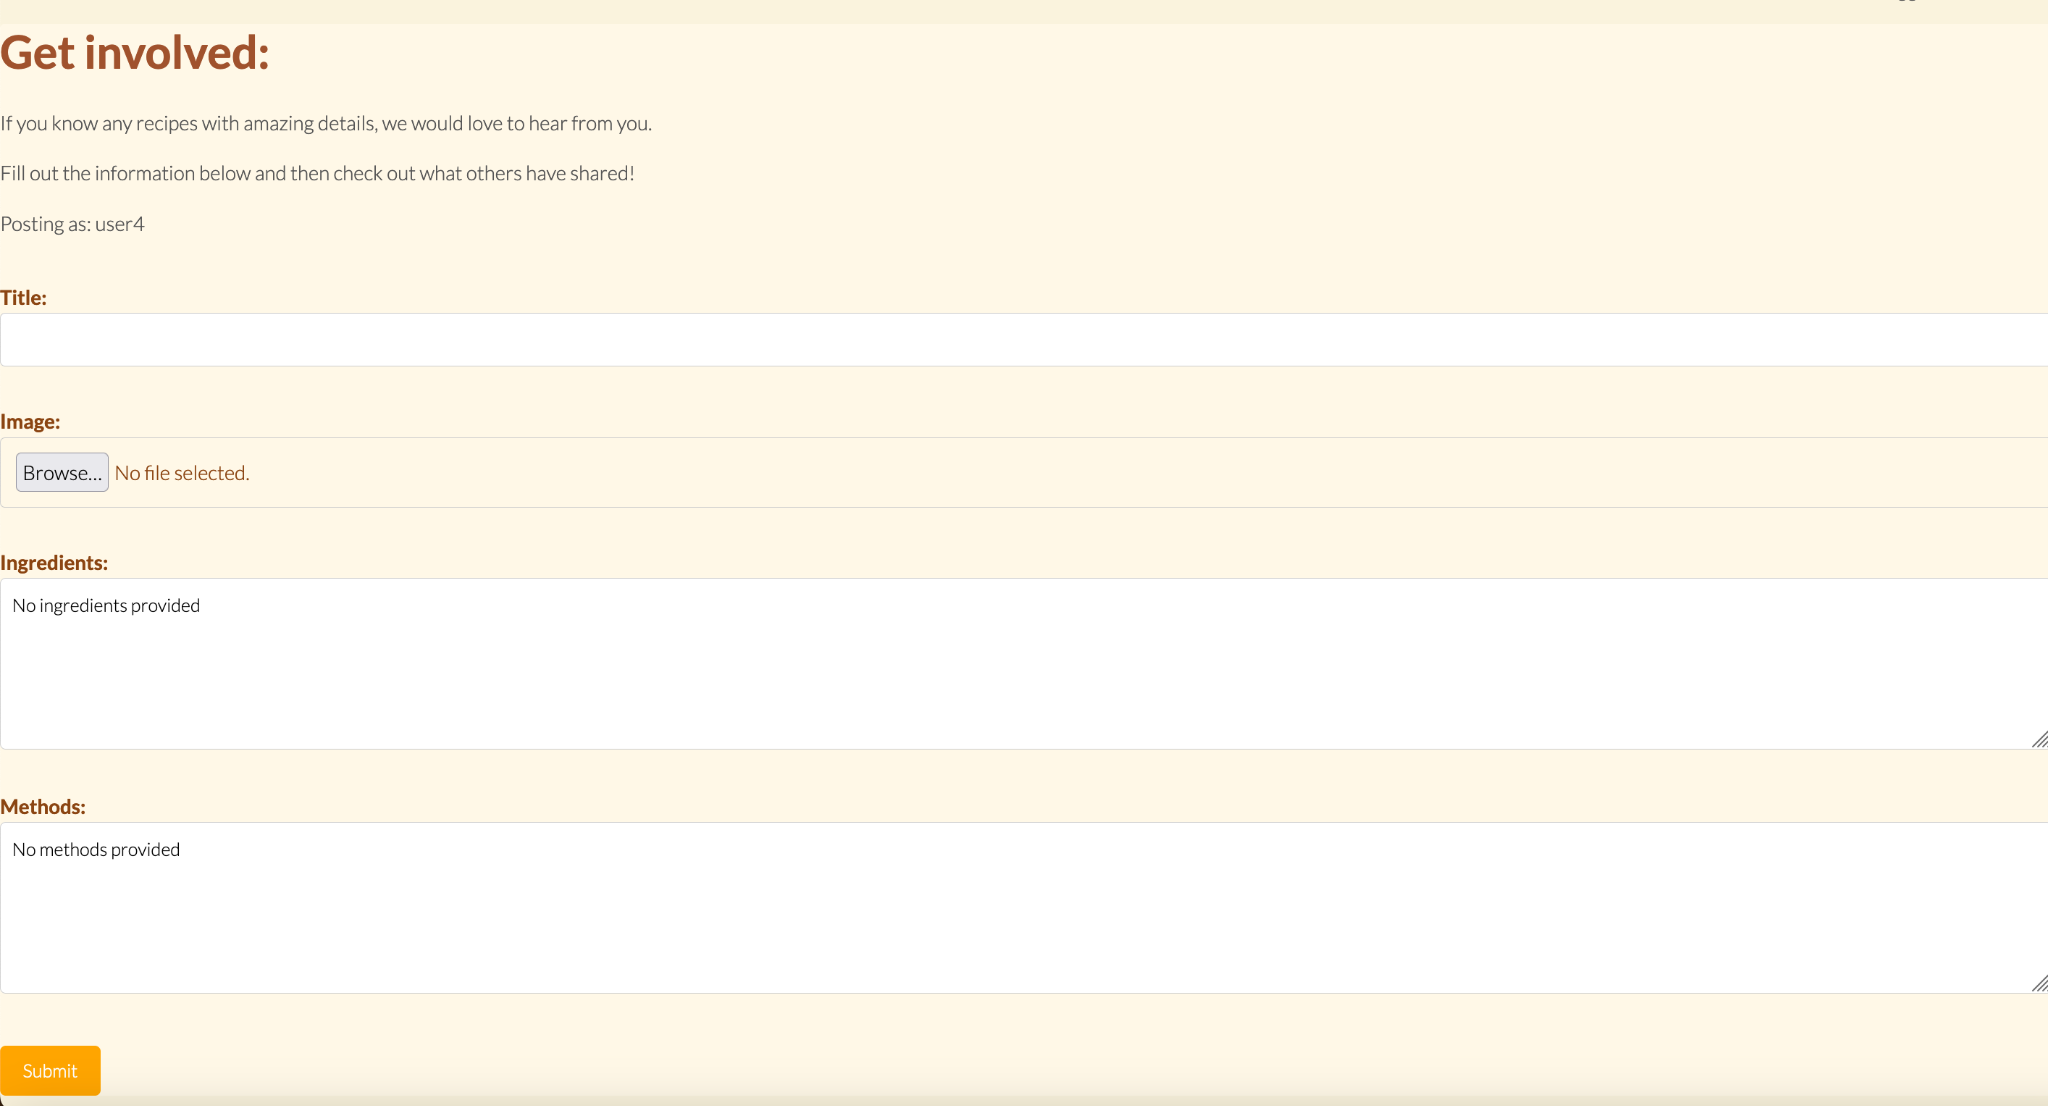 Get involved:
If you know any recipes with amazing details, we would love to hear from you.
Fill out the information below and then check out what others have shared!
Posting as: user4
Title:
Image:
Browse... No file selected.
Ingredients:
No ingredients provided
Methods:
No methods provided
Submit